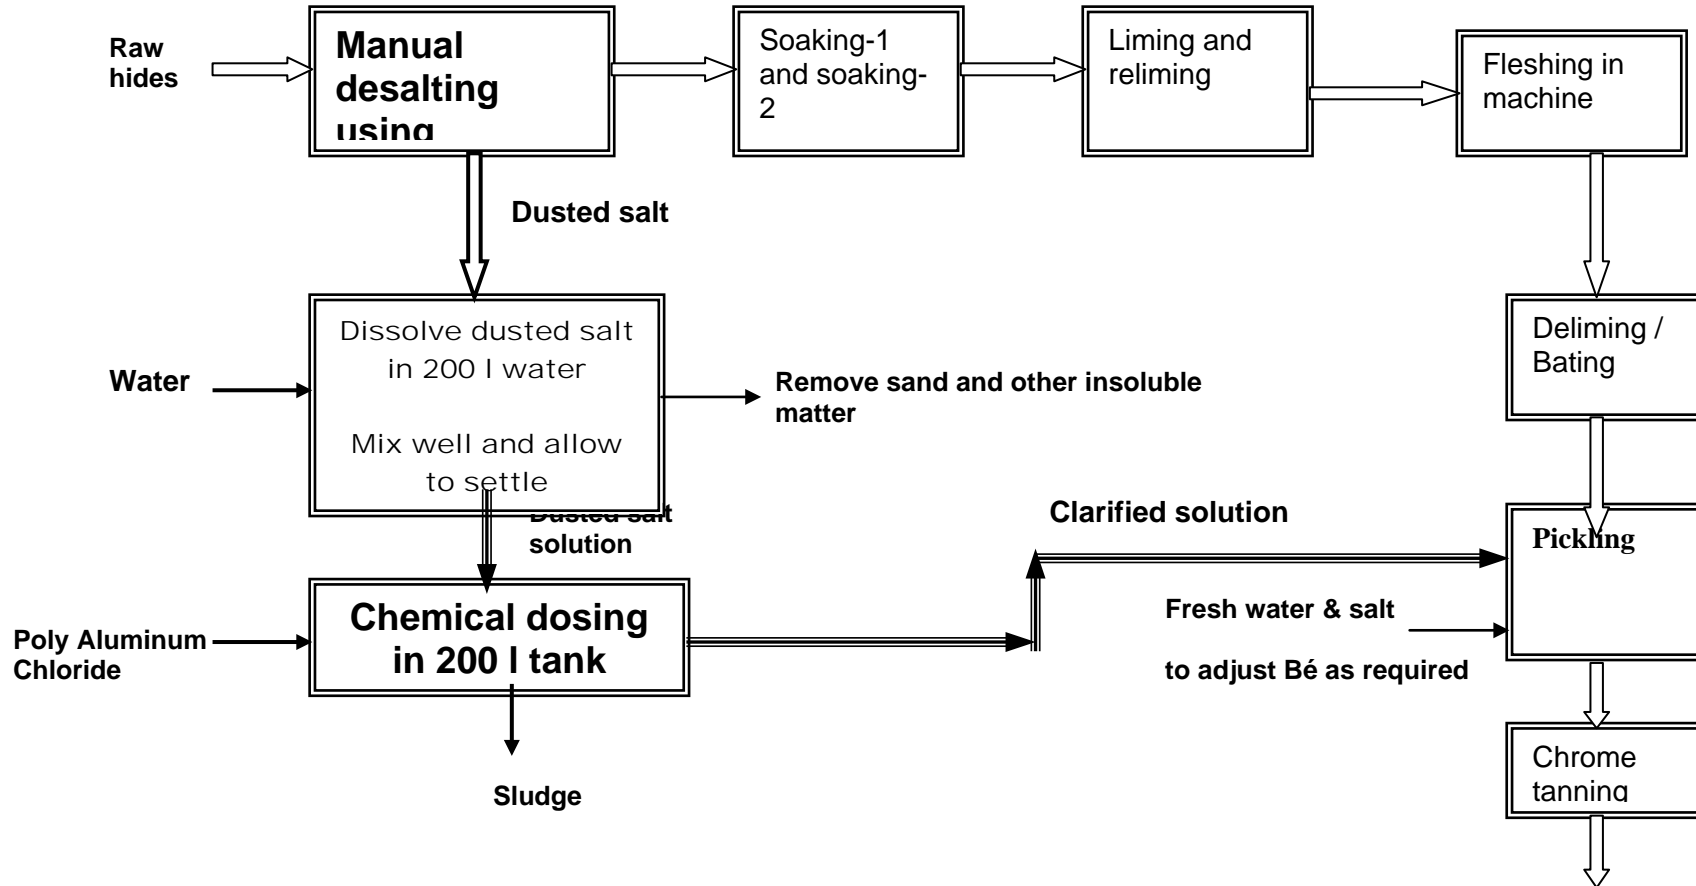 Raw
hides
Manual
desalting
using
Soaking-1
and soaking-
2
Liming and
reliming
Fleshing in
machine
Dusted salt
Dissolve dusted salt
in 200 l water
Mix well and allow
to settle
Water
Remove sand and other insoluble
matter
Deliming /
Bating
Dusted salt
solution
Clarified solution
Pickling
Fresh water & salt
to adjust Bé as required
Poly Aluminum
Chloride
Chemical dosing
in 200 l tank
Sludge
Chrome
tanning